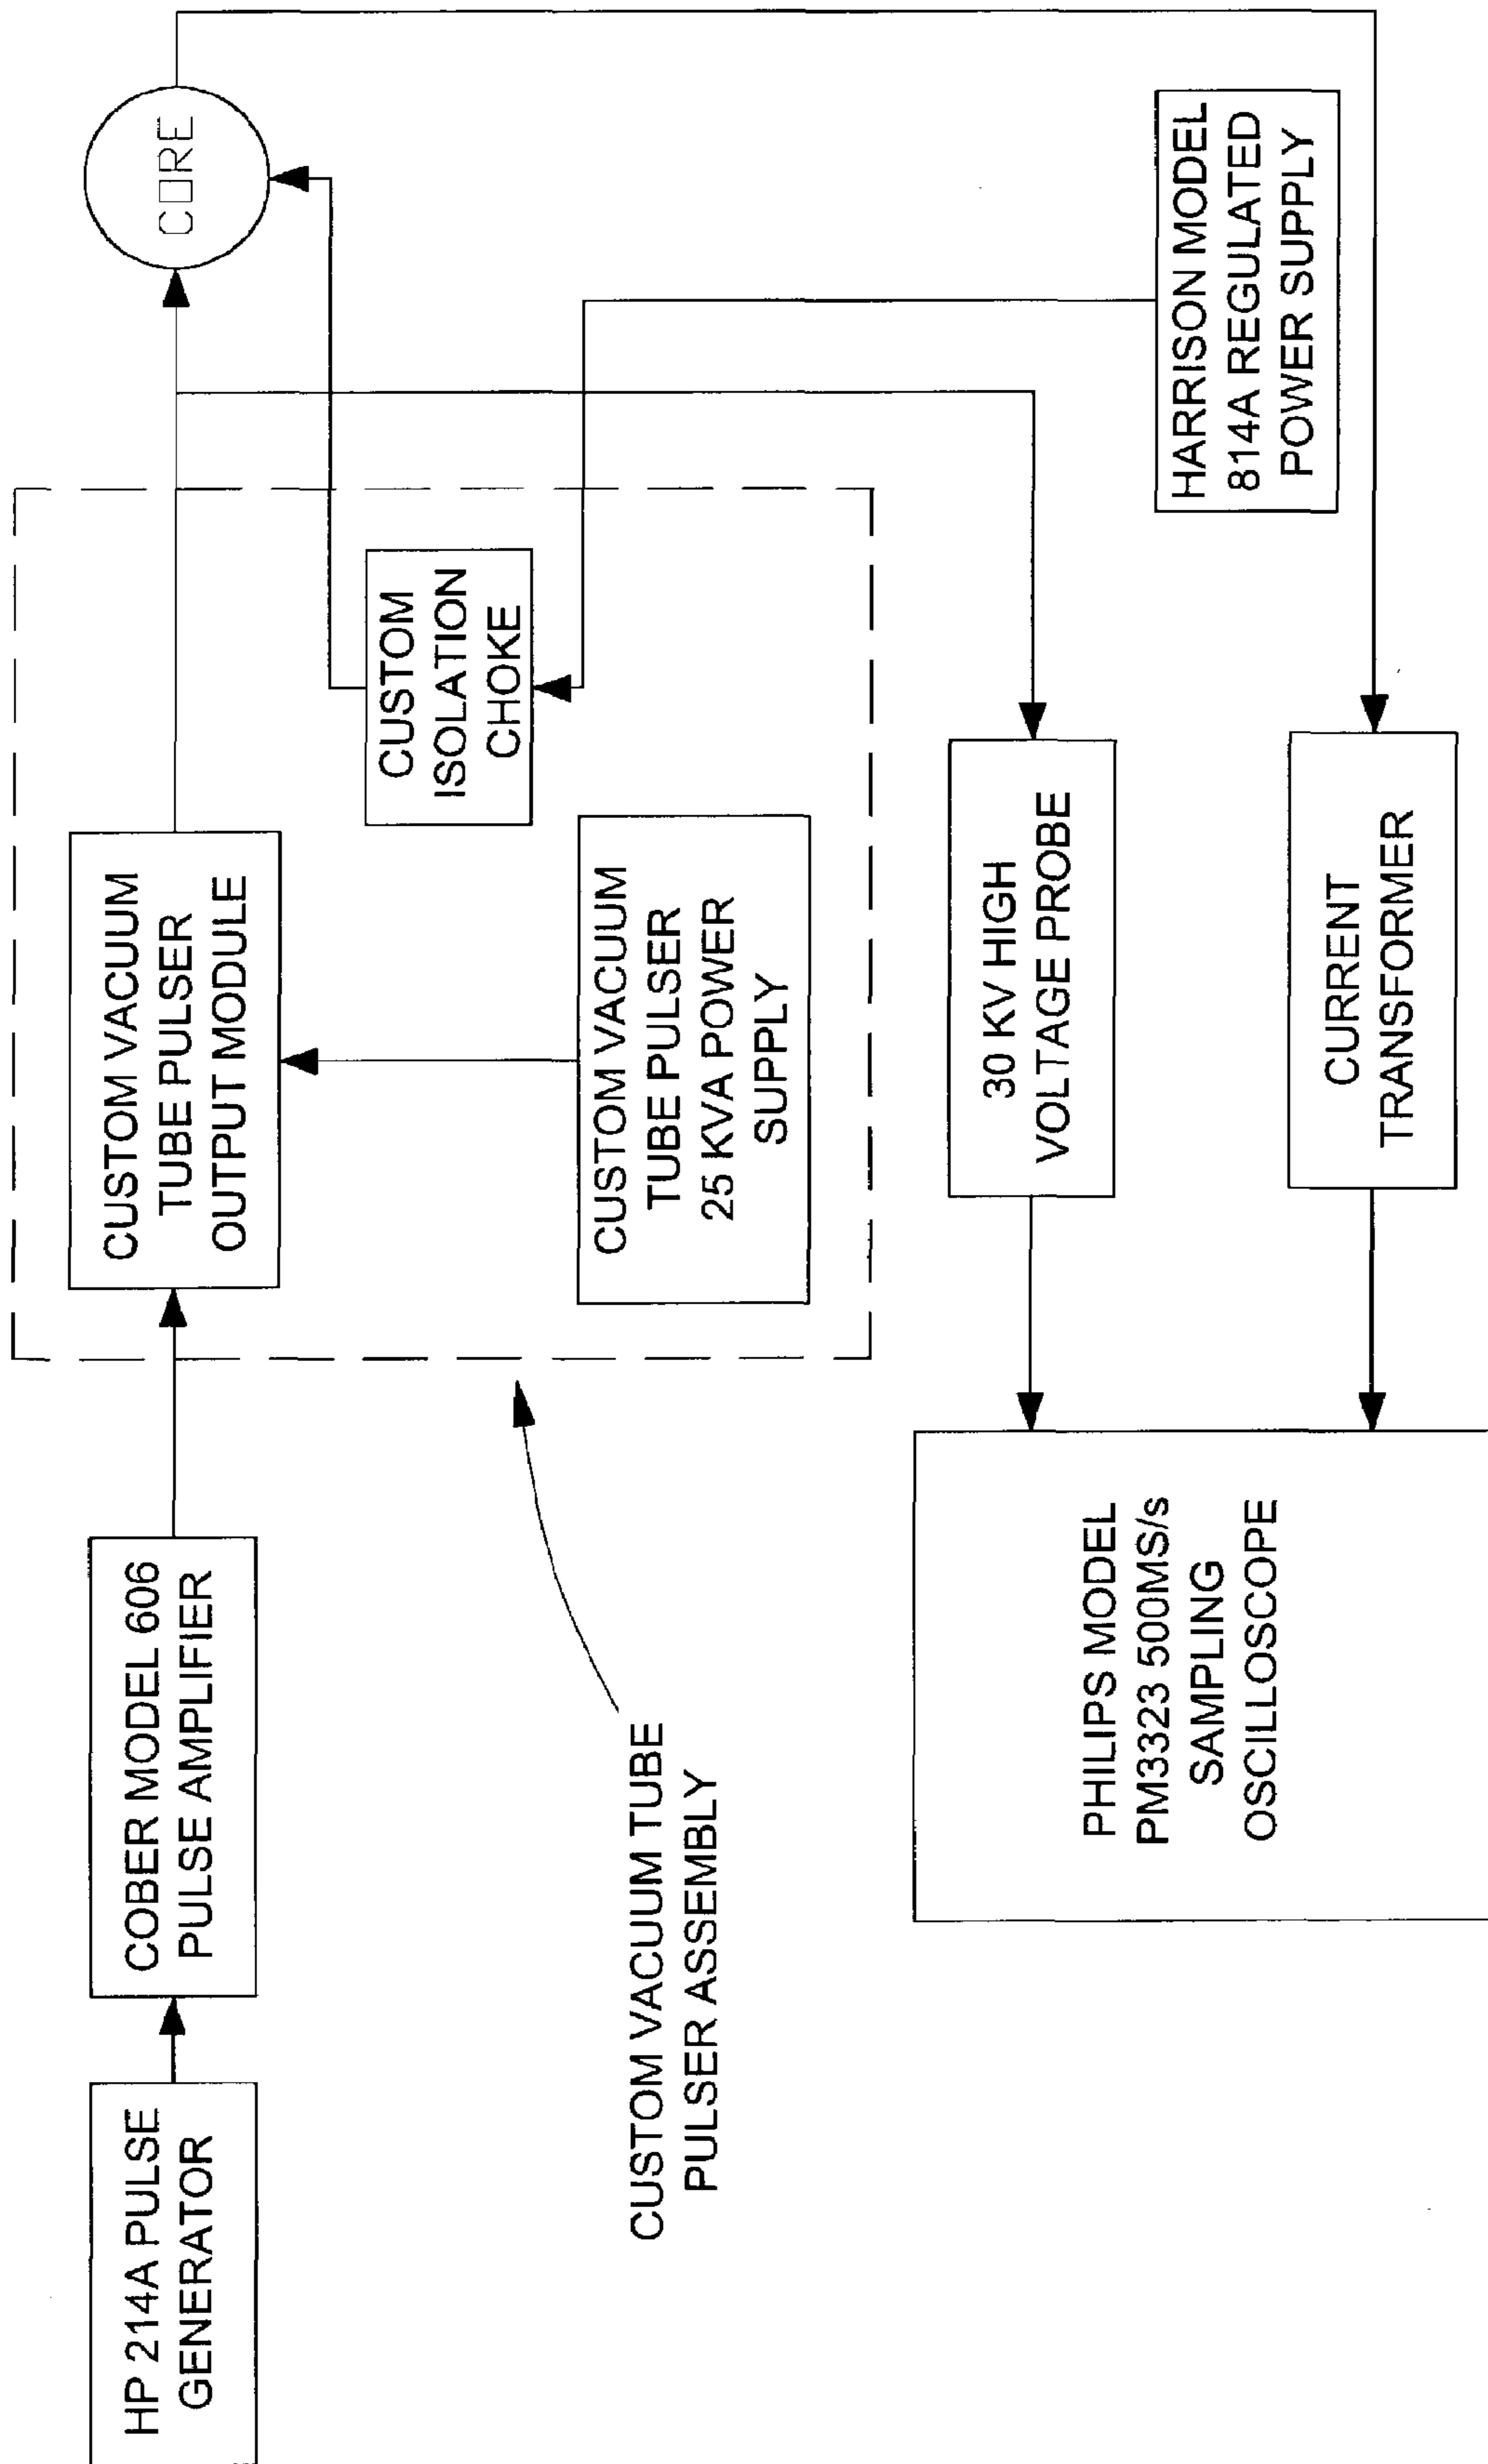 HP 214A PULSE
GENERATOR
COBER MODEL 606
PULSE AMPLIFIER
CUSTOM VACUUM
TUBE PULSER
OUTPUT MODULE
CORE
CUSTOM
ISOLATION
CHOKE
CUSTOM VACUUM
TUBE PULSER
25 KVA POWER
SUPPLY
CUSTOM VACUUM TUBE
PULSER ASSEMBLY
30 KV HIGH
VOLTAGE PROBE
HARRISON MODEL
814A REGULATED
POWER SUPPLY
PHILIPS MODEL
PM3323 500MS/s
SAMPLING
OSCILLOSCOPE
CURRENT
TRANSFORMER